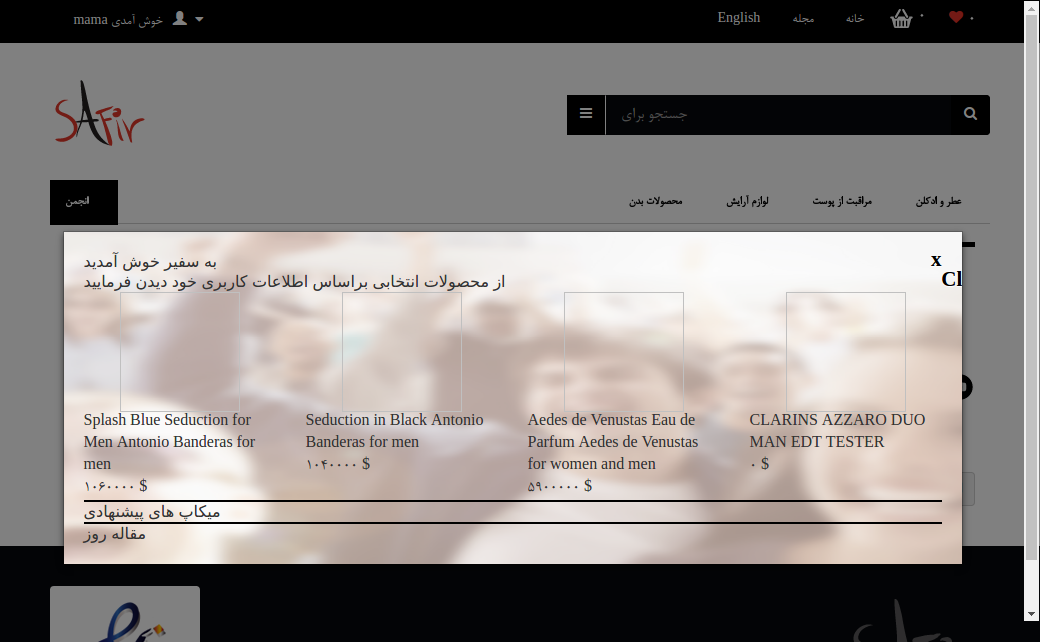 خوش آمدی mama
English
مجله
خانه
۰
۰
SAFir
جستجو برای
انجمن
محصولات بدن
لوازم آرایش
مراقبت از پوست
عطر و ادکلن
x
Cl
به سفیر خوش آمدید
از محصولات انتخابی براساس اطلاعات کاربری خود دیدن فرمایید
Splash Blue Seduction for
Men Antonio Banderas for
men
۱۰۶۰۰۰۰ $
Seduction in Black Antonio
Banderas for men
۱۰۴۰۰۰۰ $
Aedes de Venustas Eau de
Parfum Aedes de Venustas
for women and men
۵۹۰۰۰۰۰ $
CLARINS AZZARO DUO
MAN EDT TESTER
۰ $
میکاپ های پیشنهادی
مقاله روز